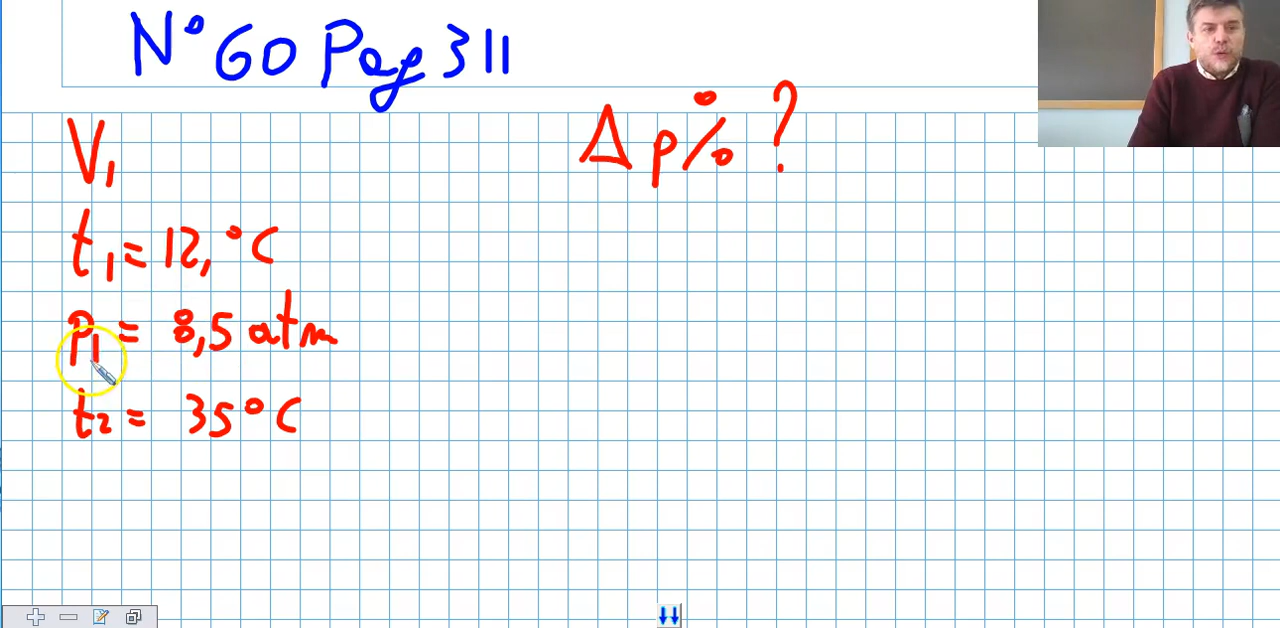 N° 60 Pag 311
Δp% ?
V1
t1 = 12,°C
p1 = 8,5 atm
t2 = 35°C